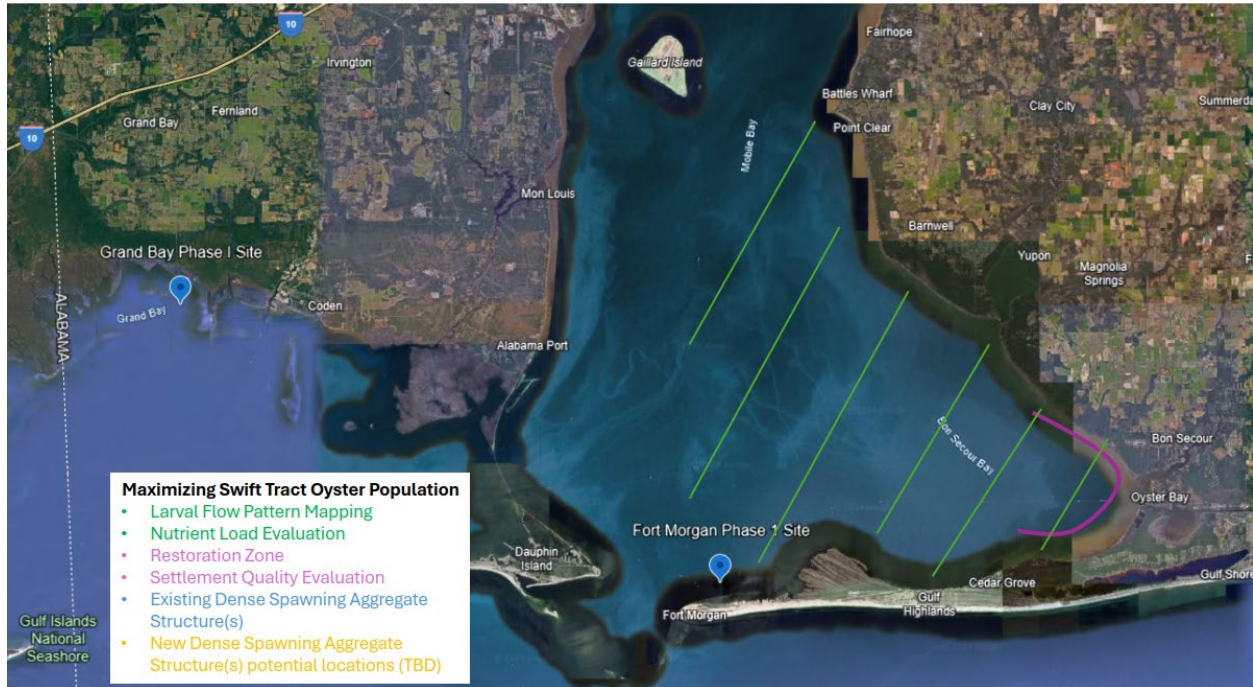 10
Irvington
Fernland
Grand Bay
10
Gaillard Island
Fairhope
Battles Wharf
Point Clear
Clay City
Summerda
Mobile Bay
Mon Louis
Barnwell
Yupon
Magnolia
Springs
F
Grand Bay Phase I Site
Grand Bay
Coden
ALABAMA
Alabama Port
Bon Secour Bay
Bon Secour
Oyster Bay
Fort Morgan Phase 1 Site
Dauphin
Island
Fort Morgan
Cedar Grove
Gulf
Highlands
Gulf Shore
Gulf Islands
National
Seashore
Maximizing Swift Tract Oyster Population
• Larval Flow Pattern Mapping
• Nutrient Load Evaluation
• Restoration Zone
• Settlement Quality Evaluation
• Existing Dense Spawning Aggregate
Structure(s)
• New Dense Spawning Aggregate
Structure(s) potential locations (TBD)